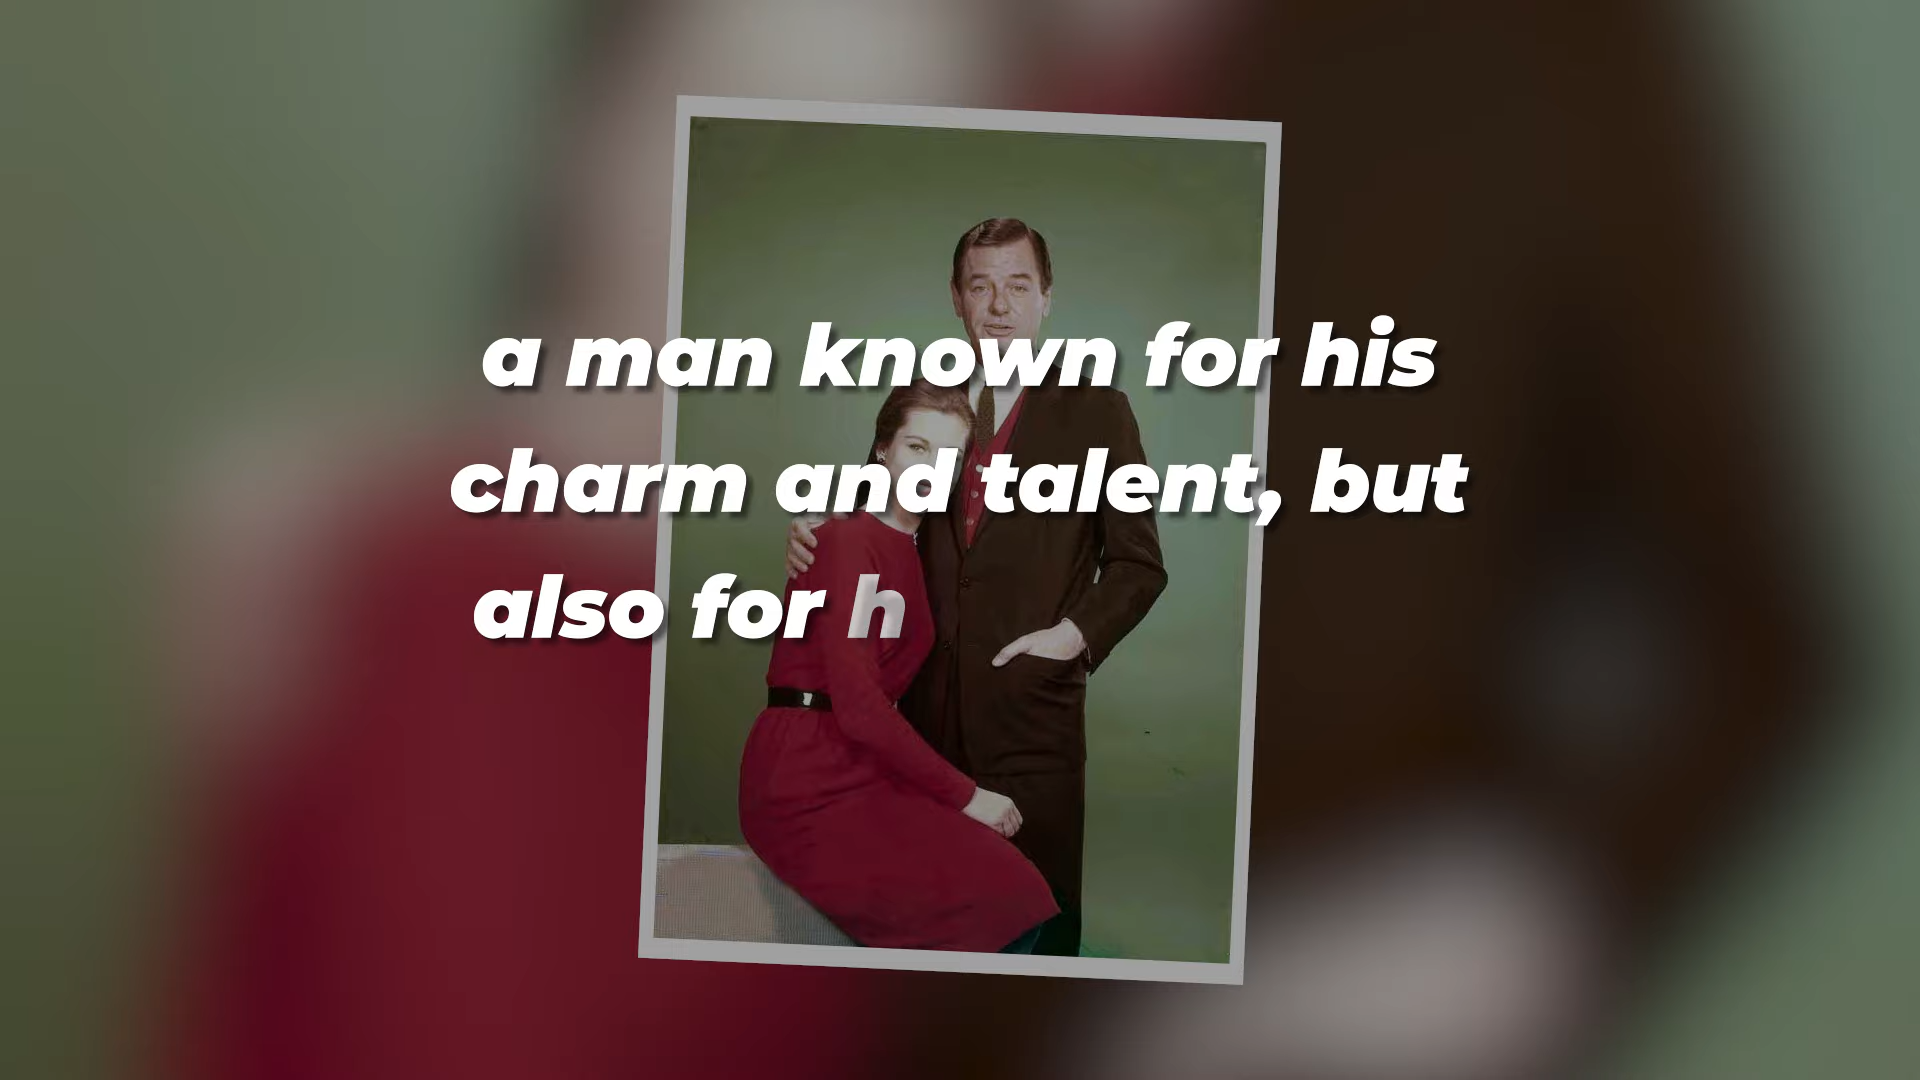 a man known for his
charm and talent, but
also for h